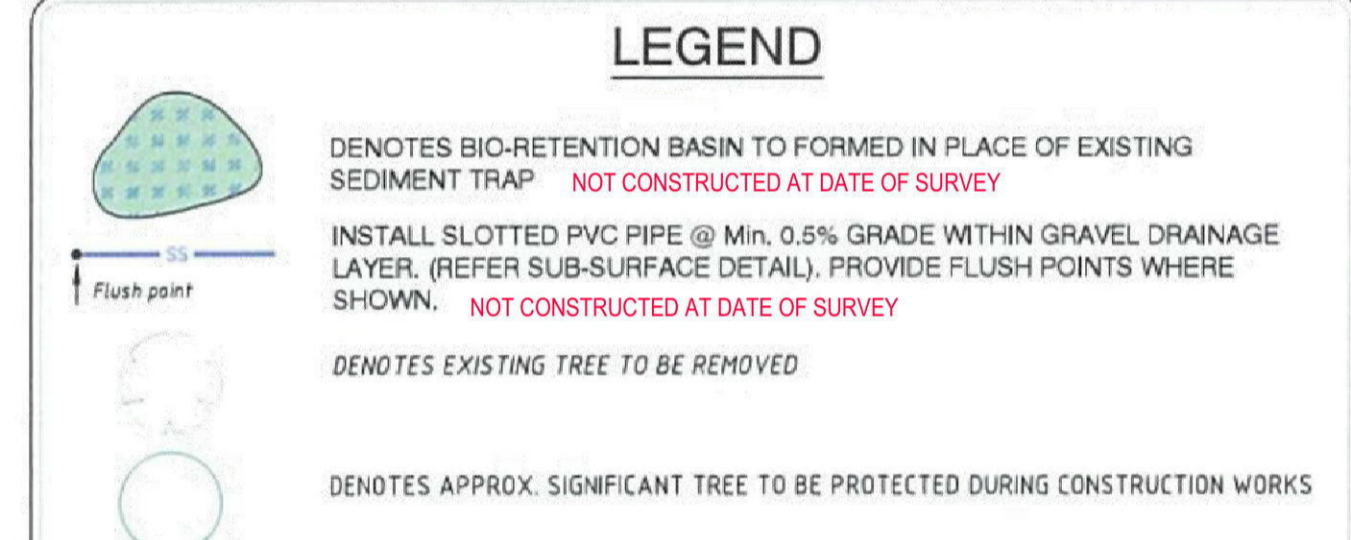 LEGEND
DENOTES BIO-RETENTION BASIN TO FORMED IN PLACE OF EXISTING
SEDIMENT TRAP NOT CONSTRUCTED AT DATE OF SURVEY
SS
INSTALL SLOTTED PVC PIPE @ Min. 0.5% GRADE WITHIN GRAVEL DRAINAGE
LAYER. (REFER SUB-SURFACE DETAIL). PROVIDE FLUSH POINTS WHERE
Flush point
SHOWN. NOT CONSTRUCTED AT DATE OF SURVEY
DENOTES EXISTING TREE TO BE REMOVED
DENOTES APPROX. SIGNIFICANT TREE TO BE PROTECTED DURING CONSTRUCTION WORKS